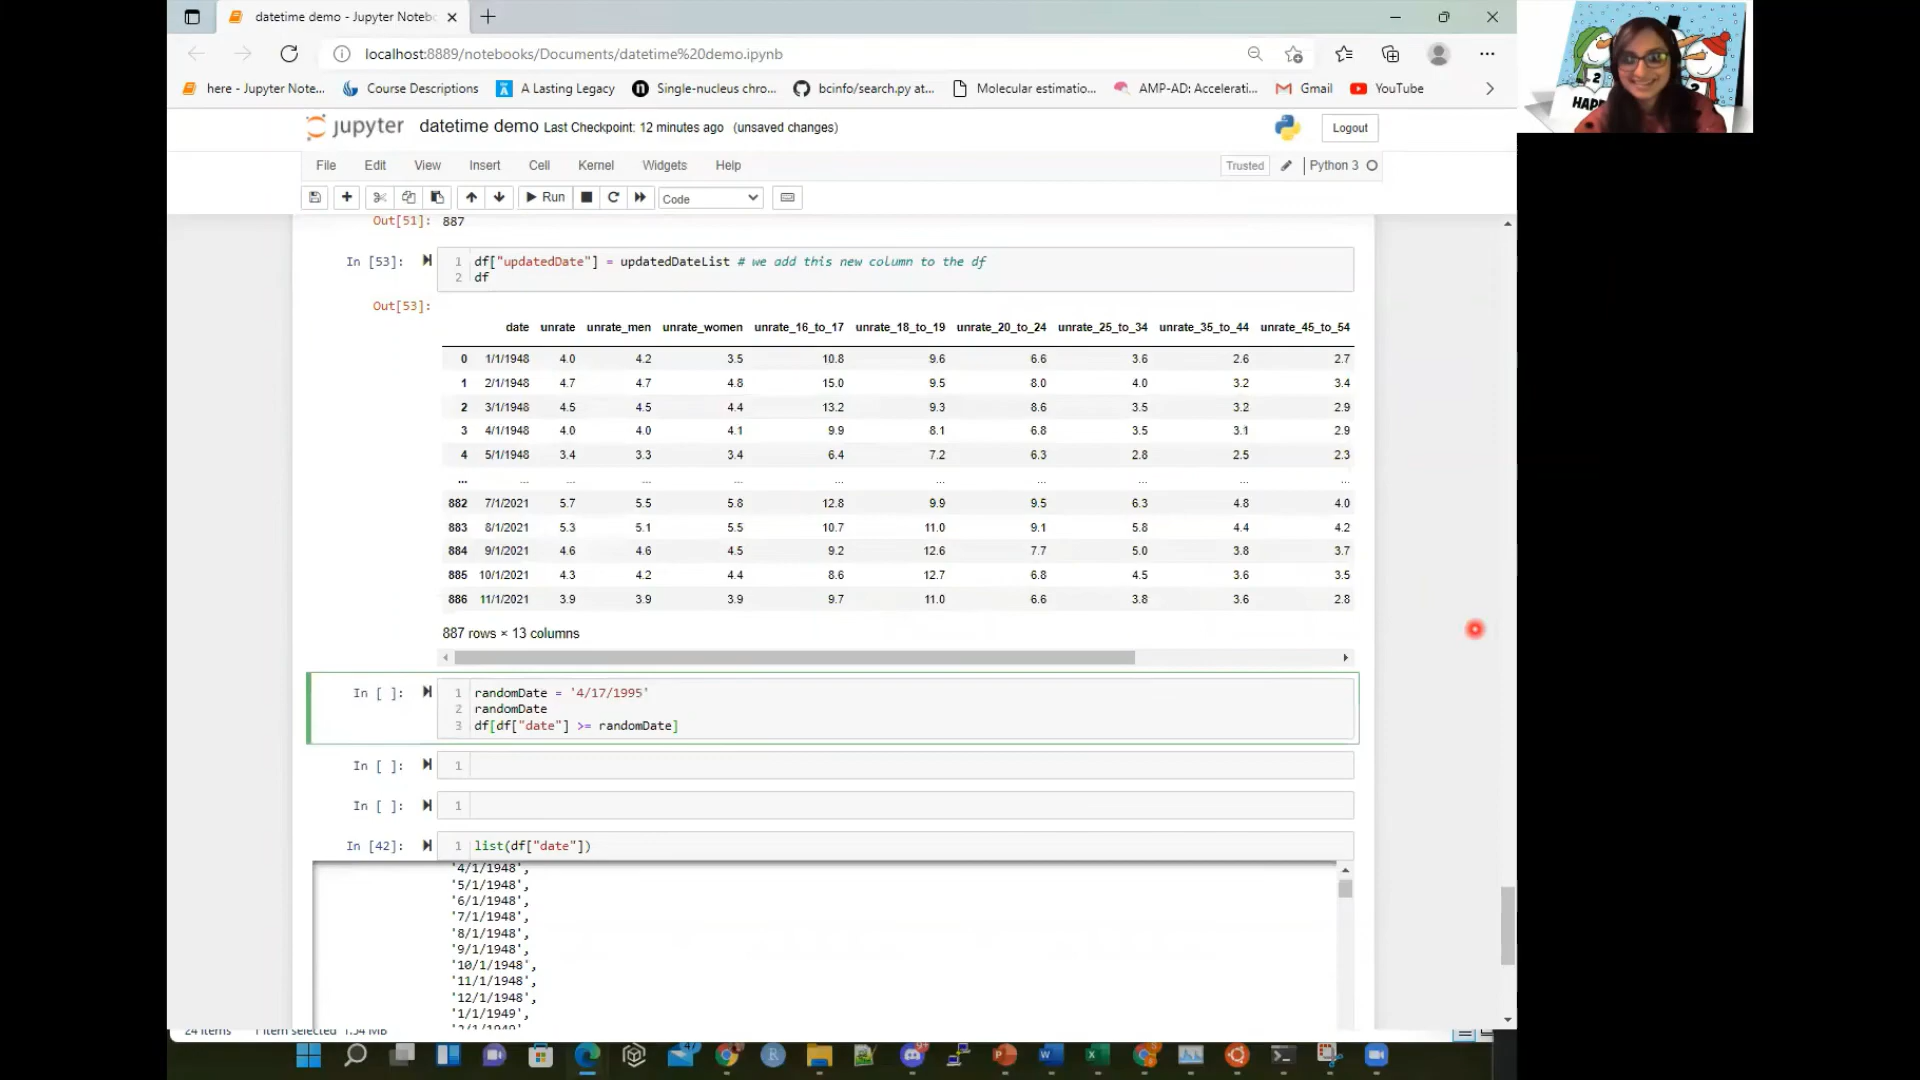 datetime demo - Jupyter Noteb
localhost:8889/notebooks/Documents/datetime%20demo.ipynb
here - Jupyter Note...
Course Descriptions
A Lasting Legacy
Single-nucleus chro...
bcinfo/search.py at...
Molecular estimatio...
AMP-AD: Accelerati...
Gmail
YouTube
jupyter datetime demo Last Checkpoint: 12 minutes ago (unsaved changes)
Logout
File Edit View Insert Cell Kernel Widgets Help
Trusted
Python 3
Run
Code
Out[51]: 887
In [53]: 1 df["updatedDate"] = updatedDateList # we add this new column to the df
2 df
Out[53]:
date unrate unrate_men unrate_women unrate_16_to_17 unrate_18_to_19 unrate_20_to_24 unrate_25_to_34 unrate_35_to_44 unrate_45_to_54
0 1/1/1948 4.0 4.2 3.5 10.8 9.6 6.6 3.6 2.6 2.7
1 2/1/1948 4.7 4.7 4.8 15.0 9.5 8.0 4.0 3.2 3.4
2 3/1/1948 4.5 4.5 4.4 13.2 9.3 8.6 3.5 3.2 2.9
3 4/1/1948 4.0 4.0 4.1 9.9 8.1 6.8 3.5 3.1 2.9
4 5/1/1948 3.4 3.3 3.4 6.4 7.2 6.3 2.8 2.5 2.3
... ... ... ... ... ... ... ... ... ... ...
882 7/1/2021 5.7 5.5 5.8 12.8 9.9 9.5 6.3 4.8 4.0
883 8/1/2021 5.3 5.1 5.5 10.7 11.0 9.1 5.8 4.4 4.2
884 9/1/2021 4.6 4.6 4.5 9.2 12.6 7.7 5.0 3.8 3.7
885 10/1/2021 4.3 4.2 4.4 8.6 12.7 6.8 4.5 3.6 3.5
886 11/1/2021 3.9 3.9 3.9 9.7 11.0 6.6 3.8 3.6 2.8
887 rows × 13 columns
In [ ]: 1 randomDate = '4/17/1995'
2 randomDate
3 df[df["date"] >= randomDate]
In [ ]: 1
In [ ]: 1
In [42]: 1 list(df["date"])
'4/1/1948',
'5/1/1948',
'6/1/1948',
'7/1/1948',
'8/1/1948',
'9/1/1948',
'10/1/1948',
'11/1/1948',
'12/1/1948',
'1/1/1949',